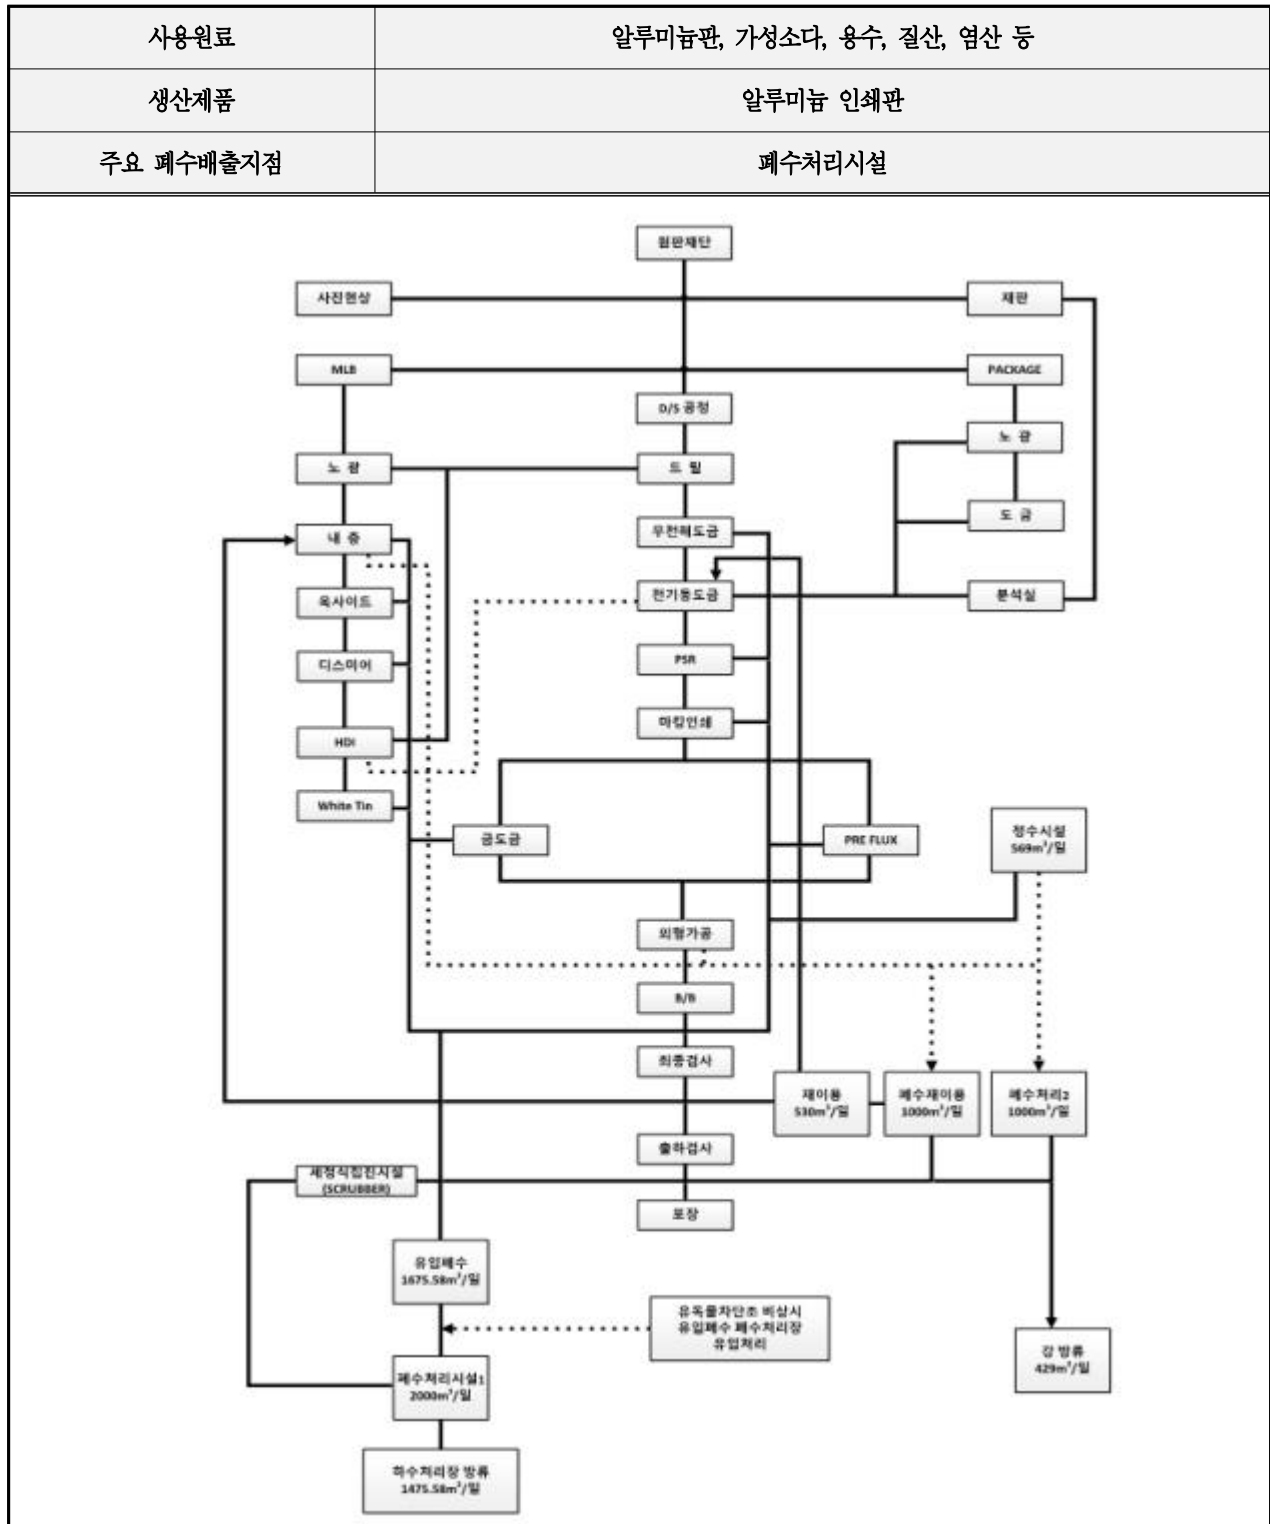 사용원료
알루미늄판, 가성소다, 용수, 질산, 염산 등
생산제품
알루미늄 인쇄판
주요 폐수배출지점
폐수처리시설
원판재단
사진현상
재판
MLB
PACKAGE
D/S 공정
노 광
노 광
드 릴
도 금
무전해도금
내 층
옥사이드
전기동도금
분석실
디스미어
PSR
마킹인쇄
HDI
White Tin
금도금
PRE FLUX
정수시설
569m³/일
외형가공
B/B
최종검사
재이용
530m³/일
폐수재이용
1000m³/일
폐수처리2
1000m³/일
출하검사
세정식집진시설
(SCRUBBER)
포장
유입폐수
1675.58m³/일
유독물차단조 비상시
유입폐수 폐수처리장
유입처리
강 방류
429m³/일
폐수처리시설1
2000m³/일
하수처리장 방류
1475.58m³/일